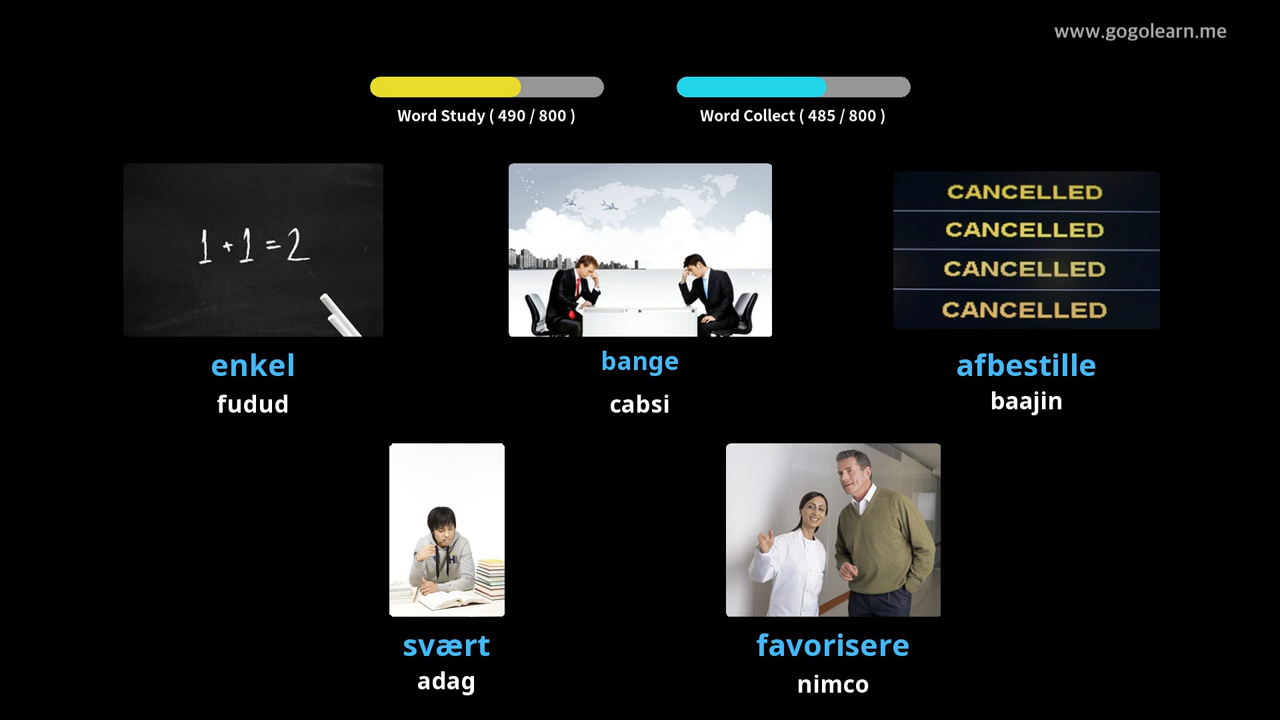 www.gogolearn.me
Word Study ( 490 / 800 )
Word Collect ( 485 / 800 )
1 + 1 = 2
CANCELLED
CANCELLED
CANCELLED
CANCELLED
enkel
fudud
bange
cabsi
afbestille
baajin
svært
adag
favorisere
nimco